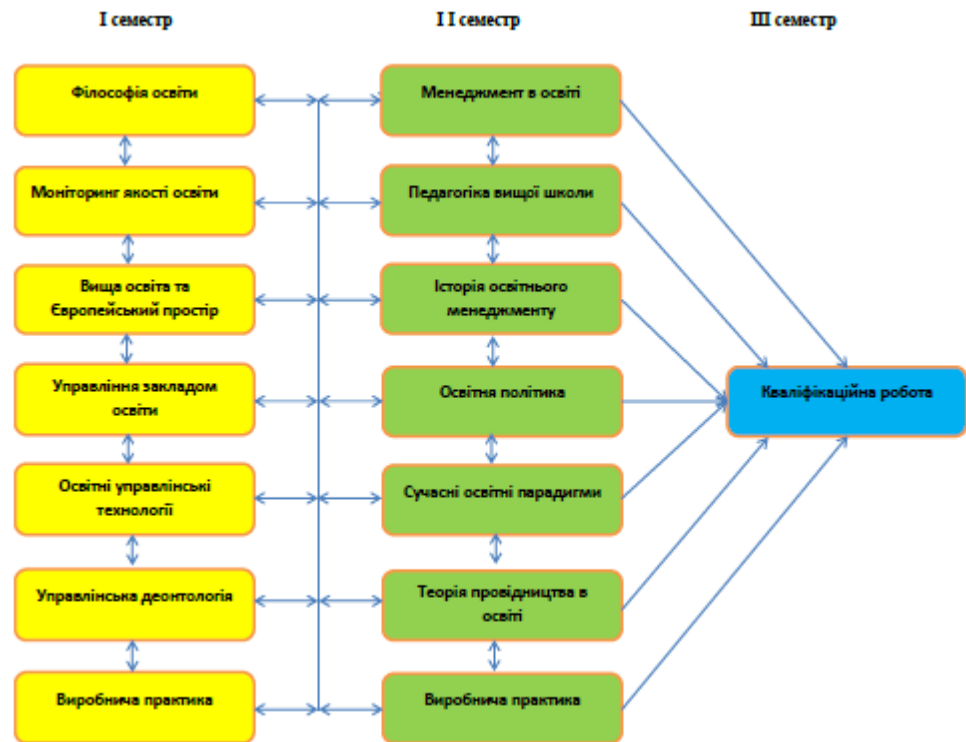 І семестр
І І семестр
ІІІ семестр
Філософія освіти
Моніторинг якості освіти
Вища освіта та
Європейський простір
Управління закладом
освіти
Освітні управлінські
технології
Управлінська деонтологія
Виробнича практика
Менеджмент в освіті
Педагогіка вищої школи
Історія освітнього
менеджменту
Освітня політика
Сучасні освітні парадигми
Теорія провідництва в
освіті
Виробнича практика
Кваліфікаційна робота